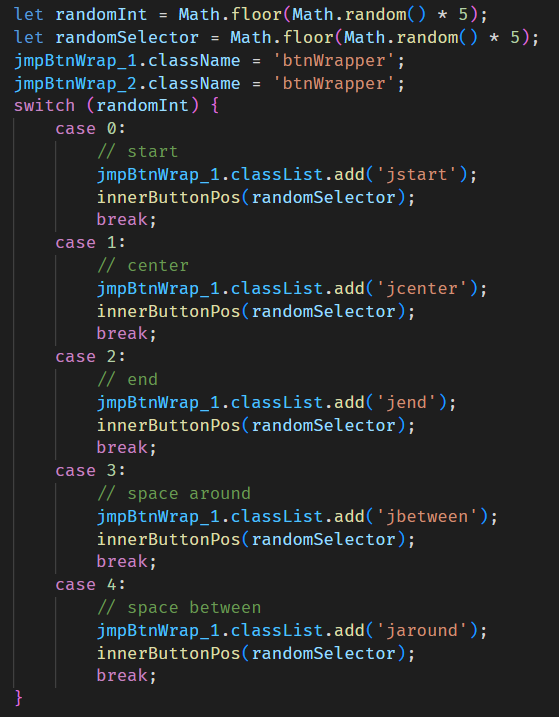 let randomInt = Math.floor(Math.random() * 5);
let randomSelector = Math.floor(Math.random() * 5);
jmpBtnWrap_1.className = 'btnWrapper';
jmpBtnWrap_2.className = 'btnWrapper';
switch (randomInt) {
    case 0:
        // start
        jmpBtnWrap_1.classList.add('jstart');
        innerButtonPos(randomSelector);
        break;
    case 1:
        // center
        jmpBtnWrap_1.classList.add('jcenter');
        innerButtonPos(randomSelector);
        break;
    case 2:
        // end
        jmpBtnWrap_1.classList.add('jend');
        innerButtonPos(randomSelector);
        break;
    case 3:
        // space around
        jmpBtnWrap_1.classList.add('jbetween');
        innerButtonPos(randomSelector);
        break;
    case 4:
        // space between
        jmpBtnWrap_1.classList.add('jaround');
        innerButtonPos(randomSelector);
        break;
}